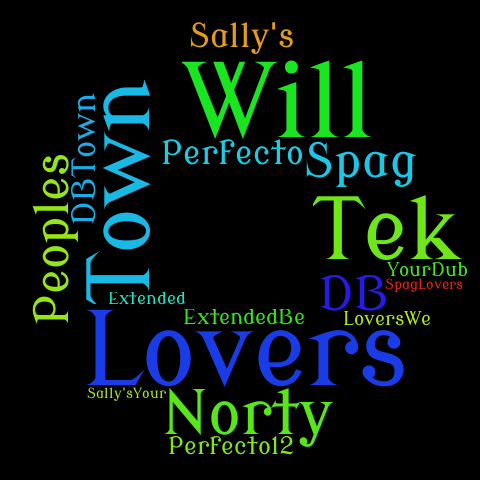 Sally's
Will
Perfecto
Spag
Town
DBTown
Peoples
Tek
YourDub
SpagLovers
DB
Extended
ExtendedBe
LoversWe
Lovers
Sally'sYour
Norty
Perfecto12